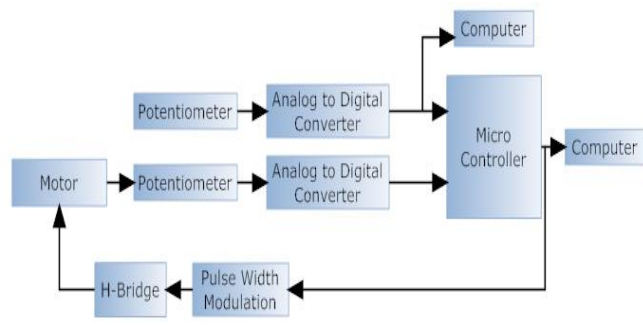 Computer
Potentiometer
Analog to Digital
Converter
Micro
Controller
Computer
Motor
Potentiometer
Analog to Digital
Converter
H-Bridge
Pulse Width
Modulation